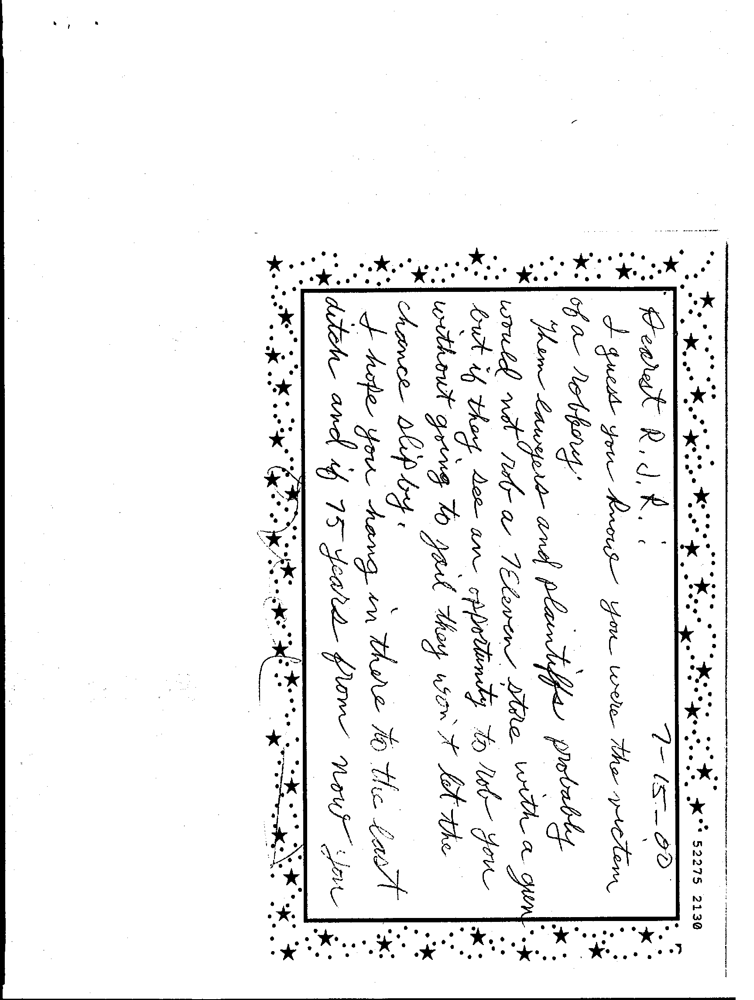 7-15-00
Dearest R.J.R.:
I guess you know you were the victem
of a robbery.
Them lawyers and plaintiffs probably
would not rob a 7Eleven store with a gun
but if they see an opportunity to rob you
without going to jail they won't let the
chance slip by.
I hope you hang in there to the last
ditch and if 75 years from now you
52275 2130